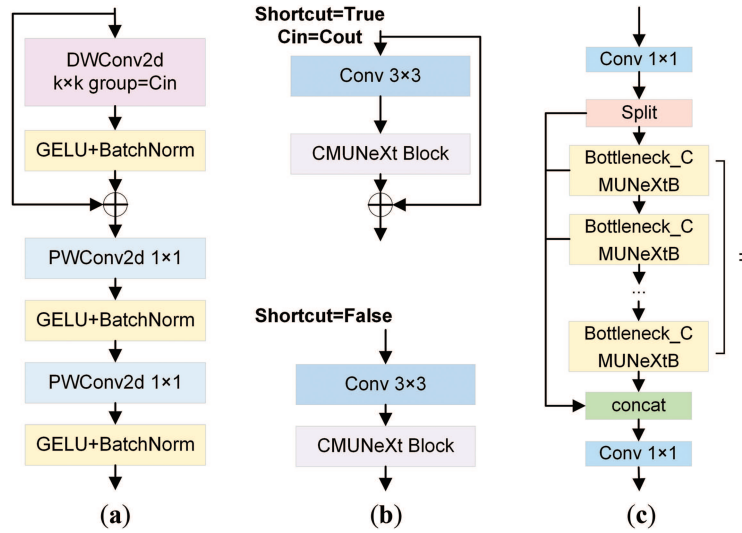 DWConv2d
k×k group=Cin
GELU+BatchNorm
PWConv2d 1×1
GELU+BatchNorm
PWConv2d 1×1
GELU+BatchNorm
(a)
Shortcut=True
Cin=Cout
Conv 3×3
CMUNeXt Block
Shortcut=False
Conv 3×3
CMUNeXt Block
(b)
Conv 1×1
Split
Bottleneck_C
MUNeXtB
Bottleneck_C
MUNeXtB
...
Bottleneck_C
MUNeXtB
concat
Conv 1×1
(c)